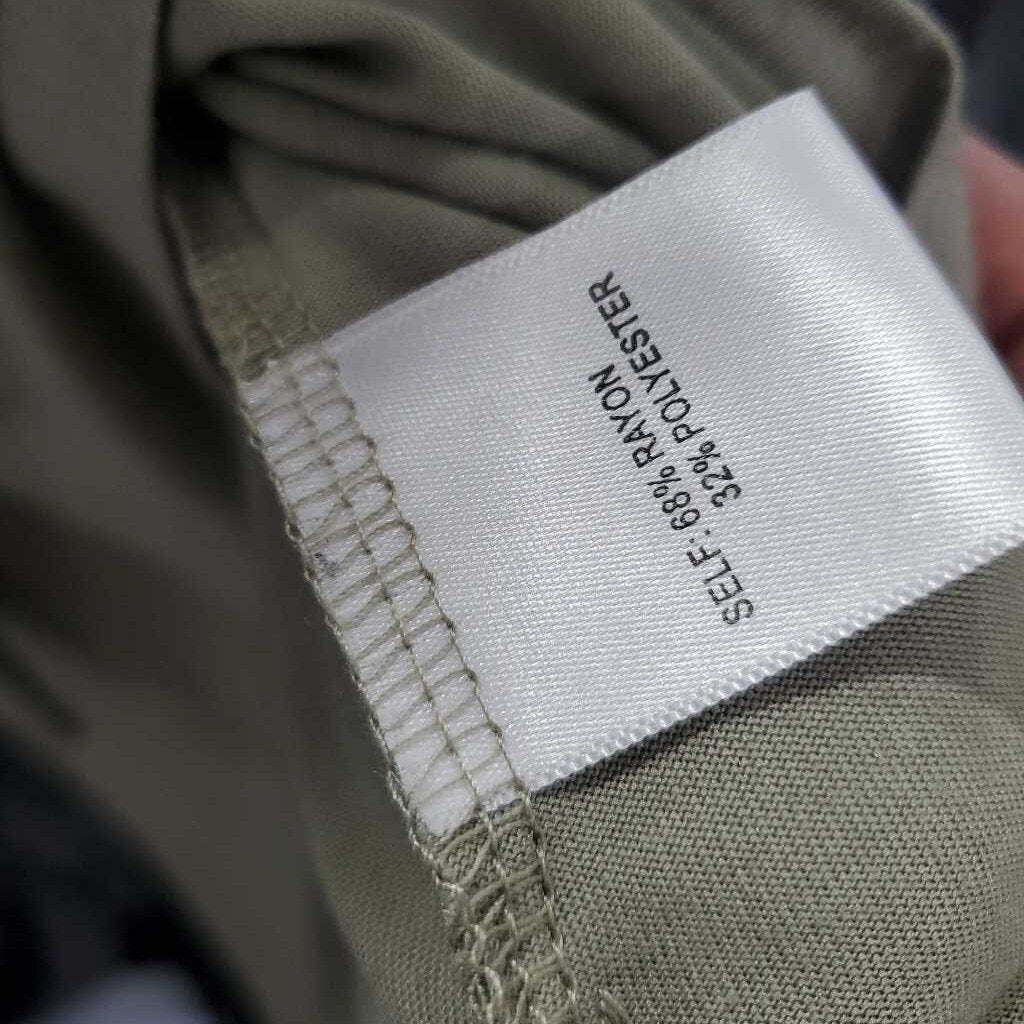 SELF: 68% RAYON
32% POLYESTER